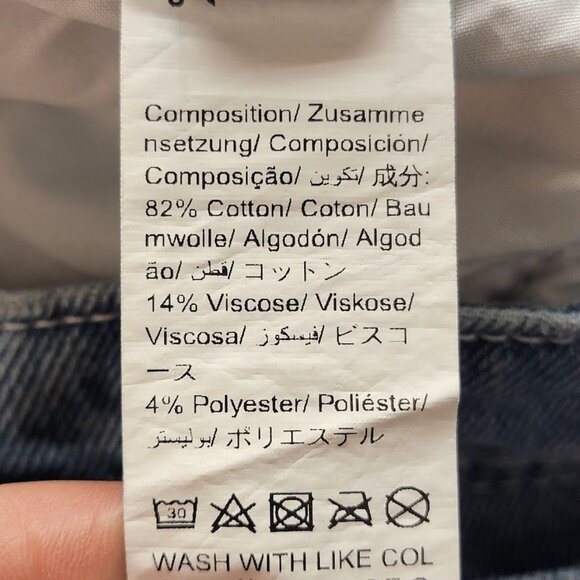 Composition/ Zusamme
nsetzung/ Composición/
Composição/ تكوين/ 成分:
82% Cotton/ Coton/ Bau
mwolle/ Algodón/ Algod
ão/ قطن/ コットン
14% Viscose/ Viskose/
Viscosa/ فيسكوز/ ビスコ
ース
4% Polyester/ Poliéster/
بوليستر/ ポリエステル
30
WASH WITH LIKE COL